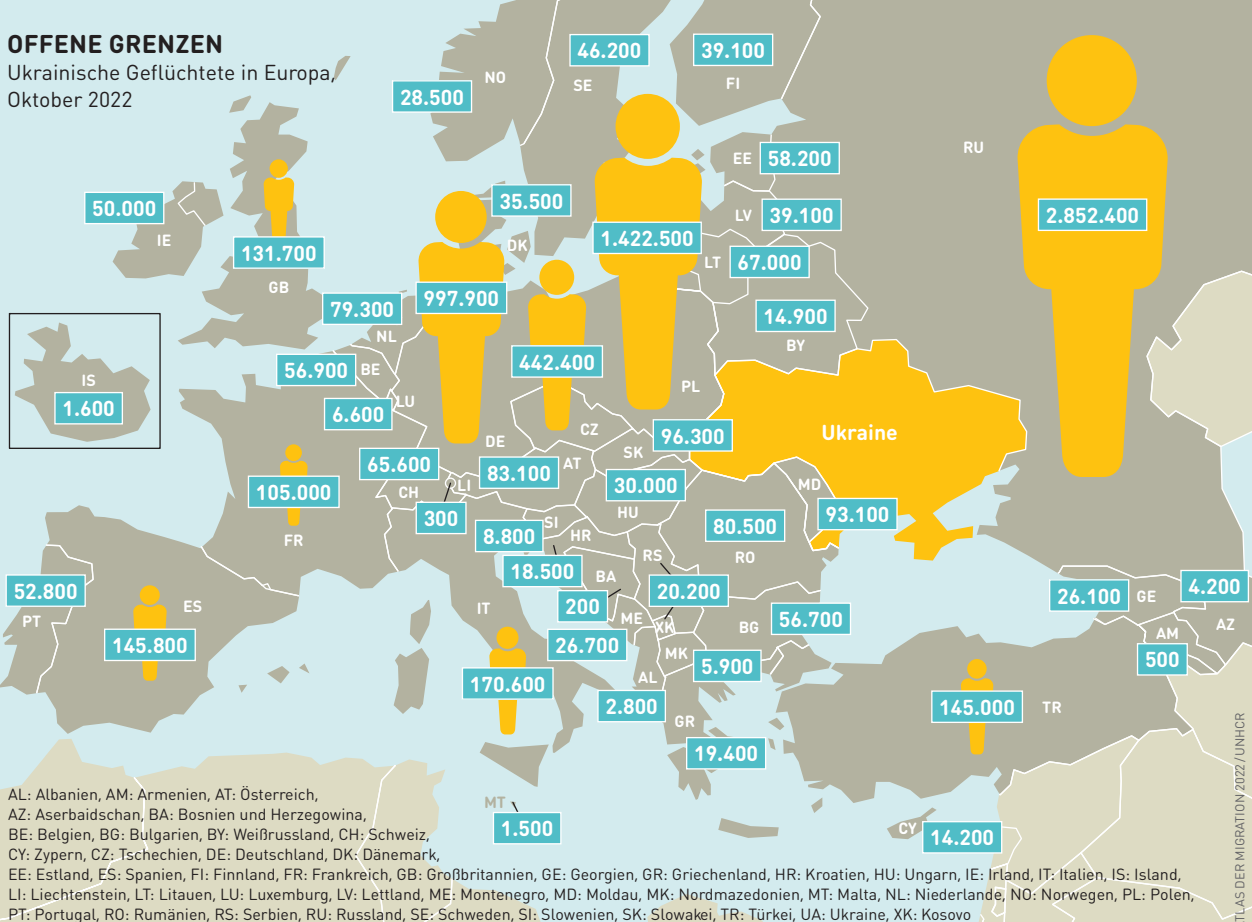 OFFENE GRENZEN
Ukrainische Geflüchtete in Europa,
Oktober 2022
NO
28.500
46.200
SE
39.100
FI
RU
2.852.400
EE
58.200
LV
39.100
LT
67.000
14.900
BY
50.000
IE
131.700
GB
35.500
DK
1.422.500
PL
997.900
DE
442.400
CZ
79.300
NL
56.900
BE
LU
6.600
IS
1.600
Ukraine
96.300
SK
65.600
CH
LI
300
83.100
AT
30.000
HU
MD
93.100
105.000
FR
80.500
RO
8.800
SI
HR
18.500
BA
200
RS
20.200
XK
ME
26.700
52.800
PT
ES
145.800
IT
170.600
BG
56.700
MK
5.900
AL
2.800
GR
19.400
26.100
GE
4.200
AZ
AM
500
145.000
TR
MT
1.500
CY
14.200
AL: Albanien, AM: Armenien, AT: Österreich,
AZ: Aserbaidschan, BA: Bosnien und Herzegowina,
BE: Belgien, BG: Bulgarien, BY: Weißrussland, CH: Schweiz,
CY: Zypern, CZ: Tschechien, DE: Deutschland, DK: Dänemark,
EE: Estland, ES: Spanien, FI: Finnland, FR: Frankreich, GB: Großbritannien, GE: Georgien, GR: Griechenland, HR: Kroatien, HU: Ungarn, IE: Irland, IT: Italien, IS: Island,
LI: Liechtenstein, LT: Litauen, LU: Luxemburg, LV: Lettland, ME: Montenegro, MD: Moldau, MK: Nordmazedonien, MT: Malta, NL: Niederlande, NO: Norwegen, PL: Polen,
PT: Portugal, RO: Rumänien, RS: Serbien, RU: Russland, SE: Schweden, SI: Slowenien, SK: Slowakei, TR: Türkei, UA: Ukraine, XK: Kosovo
TLAS DER MIGRATION 2022 / UNHCR